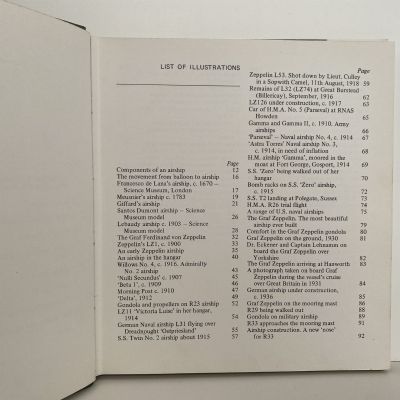 LIST OF ILLUSTRATIONS
Page
Components of an airship 12
The movement from balloon to airship 16
Francesco de Lana's airship, c. 1670 –
Science Museum, London 17
Meusnier's airship, c. 1783 19
Giffard's airship 21
Santos Dumont airship – Science
Museum model 26
Lebaudy airship c. 1903 – Science
Museum model 28
The Graf Ferdinand von Zeppelin 32
Zeppelin's LZ1, c. 1900 33
An early Zeppelin airship 35
An airship in the hangar 40
Willows No. 4, c. 1916. Admiralty
No. 2 airship 43
'Nulli Secundus' c. 1907 45
'Beta 1', c. 1909 46
Morning Post c. 1910 47
'Delta', c. 1912 49
Gondola and propellers on R23 airship 52
LZ11 'Victoria Luise' in her hangar,
1914 54
German Naval airship L31 flying over
Dreadnought 'Ostpriesland' 55
S.S. Twin No. 2 airship about 1915 57
Page
Zeppelin L53. Shot down by Lieut. Culley
in a Sopwith Camel, 11th August, 1918 59
Remains of L32 (LZ74) at Great Burstead
(Billericay), September, 1916 62
LZ126 under construction, c. 1917 63
Car of H.M.A. No. 5 (Parseval) at RNAS
Howden 65
Gamma and Gamma II, c. 1910. Army
airships 66
'Parseval' – Naval airship No. 4, c. 1914 67
'Astra Torres' Naval airship No. 3,
c. 1914, in need of inflation 68
H.M. airship 'Gamma', moored in the
moat at Fort George, Gosport, 1914 69
S.S. 'Zero' being walked out of her
hangar 70
Bomb racks on S.S. 'Zero' airship,
c. 1915 72
S.S. T2 landing at Polegate, Sussex 73
H.M.A. R26 trial flight 74
A range of U.S. naval airships 75
The Graf Zeppelin. The most beautiful
airship ever built 79
Comfort in the Graf Zeppelin gondola 80
Graf Zeppelin on the ground, 1930 81
Dr. Eckener and Captain Lehmann on
board the Graf Zeppelin over
Yorkshire 82
The Graf Zeppelin arriving at Hanworth 83
A photograph taken on board Graf
Zeppelin during the vessel's cruise
over Great Britain in 1931 84
German airship under construction,
c. 1936 85
Graf Zeppelin on the mooring mast 86
R29 being walked out 88
Gondola on military airship 89
R33 approaches the mooring mast 91
Airship construction. A new 'nose'
for R33 92